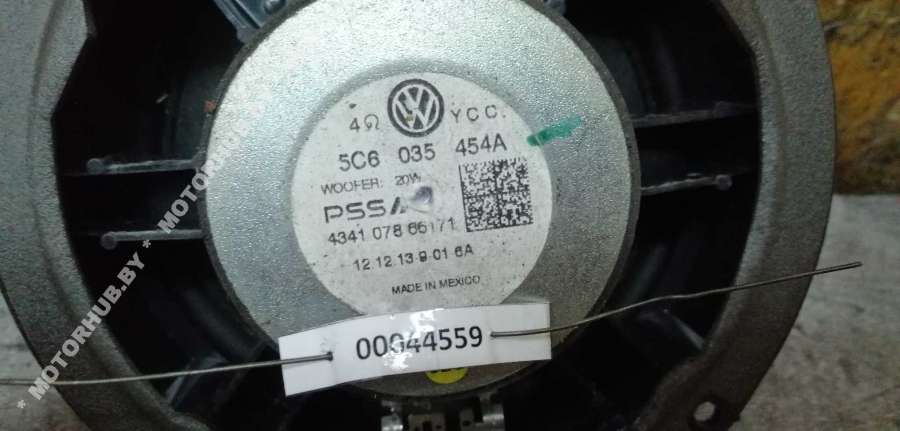 4Ω YCC.
5C6 035 454A
WOOFER: 20W
PSSA
4341 078 66171
12 12 13 9 01 6A
MADE IN MEXICO
00044559
* MOTORHUB.BY * MOTORHUB.BY *